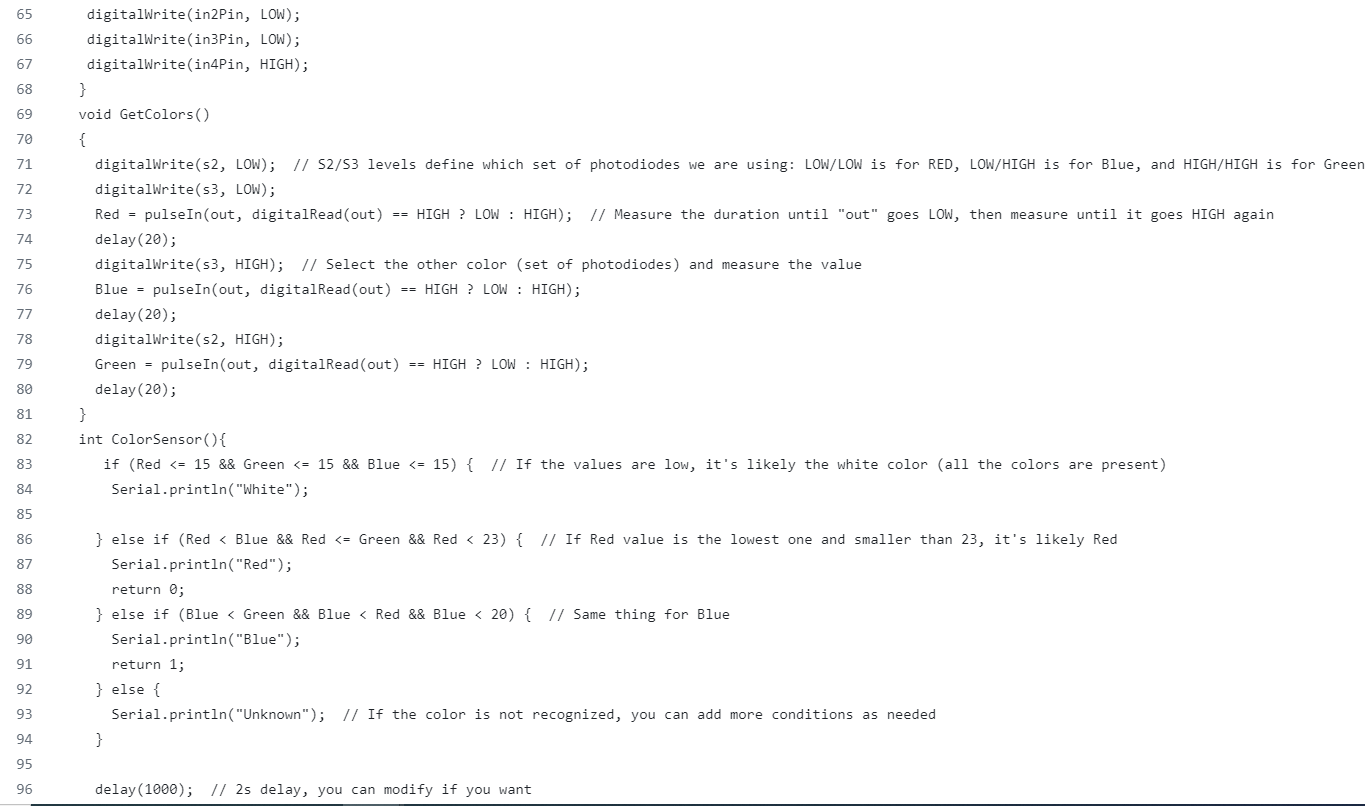 65 digitalWrite(in2Pin, LOW);
66 digitalWrite(in3Pin, LOW);
67 digitalWrite(in4Pin, HIGH);
68 }
69 void GetColors()
70 {
71 digitalWrite(s2, LOW); // S2/S3 levels define which set of photodiodes we are using: LOW/LOW is for RED, LOW/HIGH is for Blue, and HIGH/HIGH is for Green
72 digitalWrite(s3, LOW);
73 Red = pulseIn(out, digitalRead(out) == HIGH ? LOW : HIGH); // Measure the duration until "out" goes LOW, then measure until it goes HIGH again
74 delay(20);
75 digitalWrite(s3, HIGH); // Select the other color (set of photodiodes) and measure the value
76 Blue = pulseIn(out, digitalRead(out) == HIGH ? LOW : HIGH);
77 delay(20);
78 digitalWrite(s2, HIGH);
79 Green = pulseIn(out, digitalRead(out) == HIGH ? LOW : HIGH);
80 delay(20);
81 }
82 int ColorSensor(){
83 if (Red <= 15 && Green <= 15 && Blue <= 15) { // If the values are low, it's likely the white color (all the colors are present)
84 Serial.println("White");
85
86 } else if (Red < Blue && Red <= Green && Red < 23) { // If Red value is the lowest one and smaller than 23, it's likely Red
87 Serial.println("Red");
88 return 0;
89 } else if (Blue < Green && Blue < Red && Blue < 20) { // Same thing for Blue
90 Serial.println("Blue");
91 return 1;
92 } else {
93 Serial.println("Unknown"); // If the color is not recognized, you can add more conditions as needed
94 }
95
96 delay(1000); // 2s delay, you can modify if you want